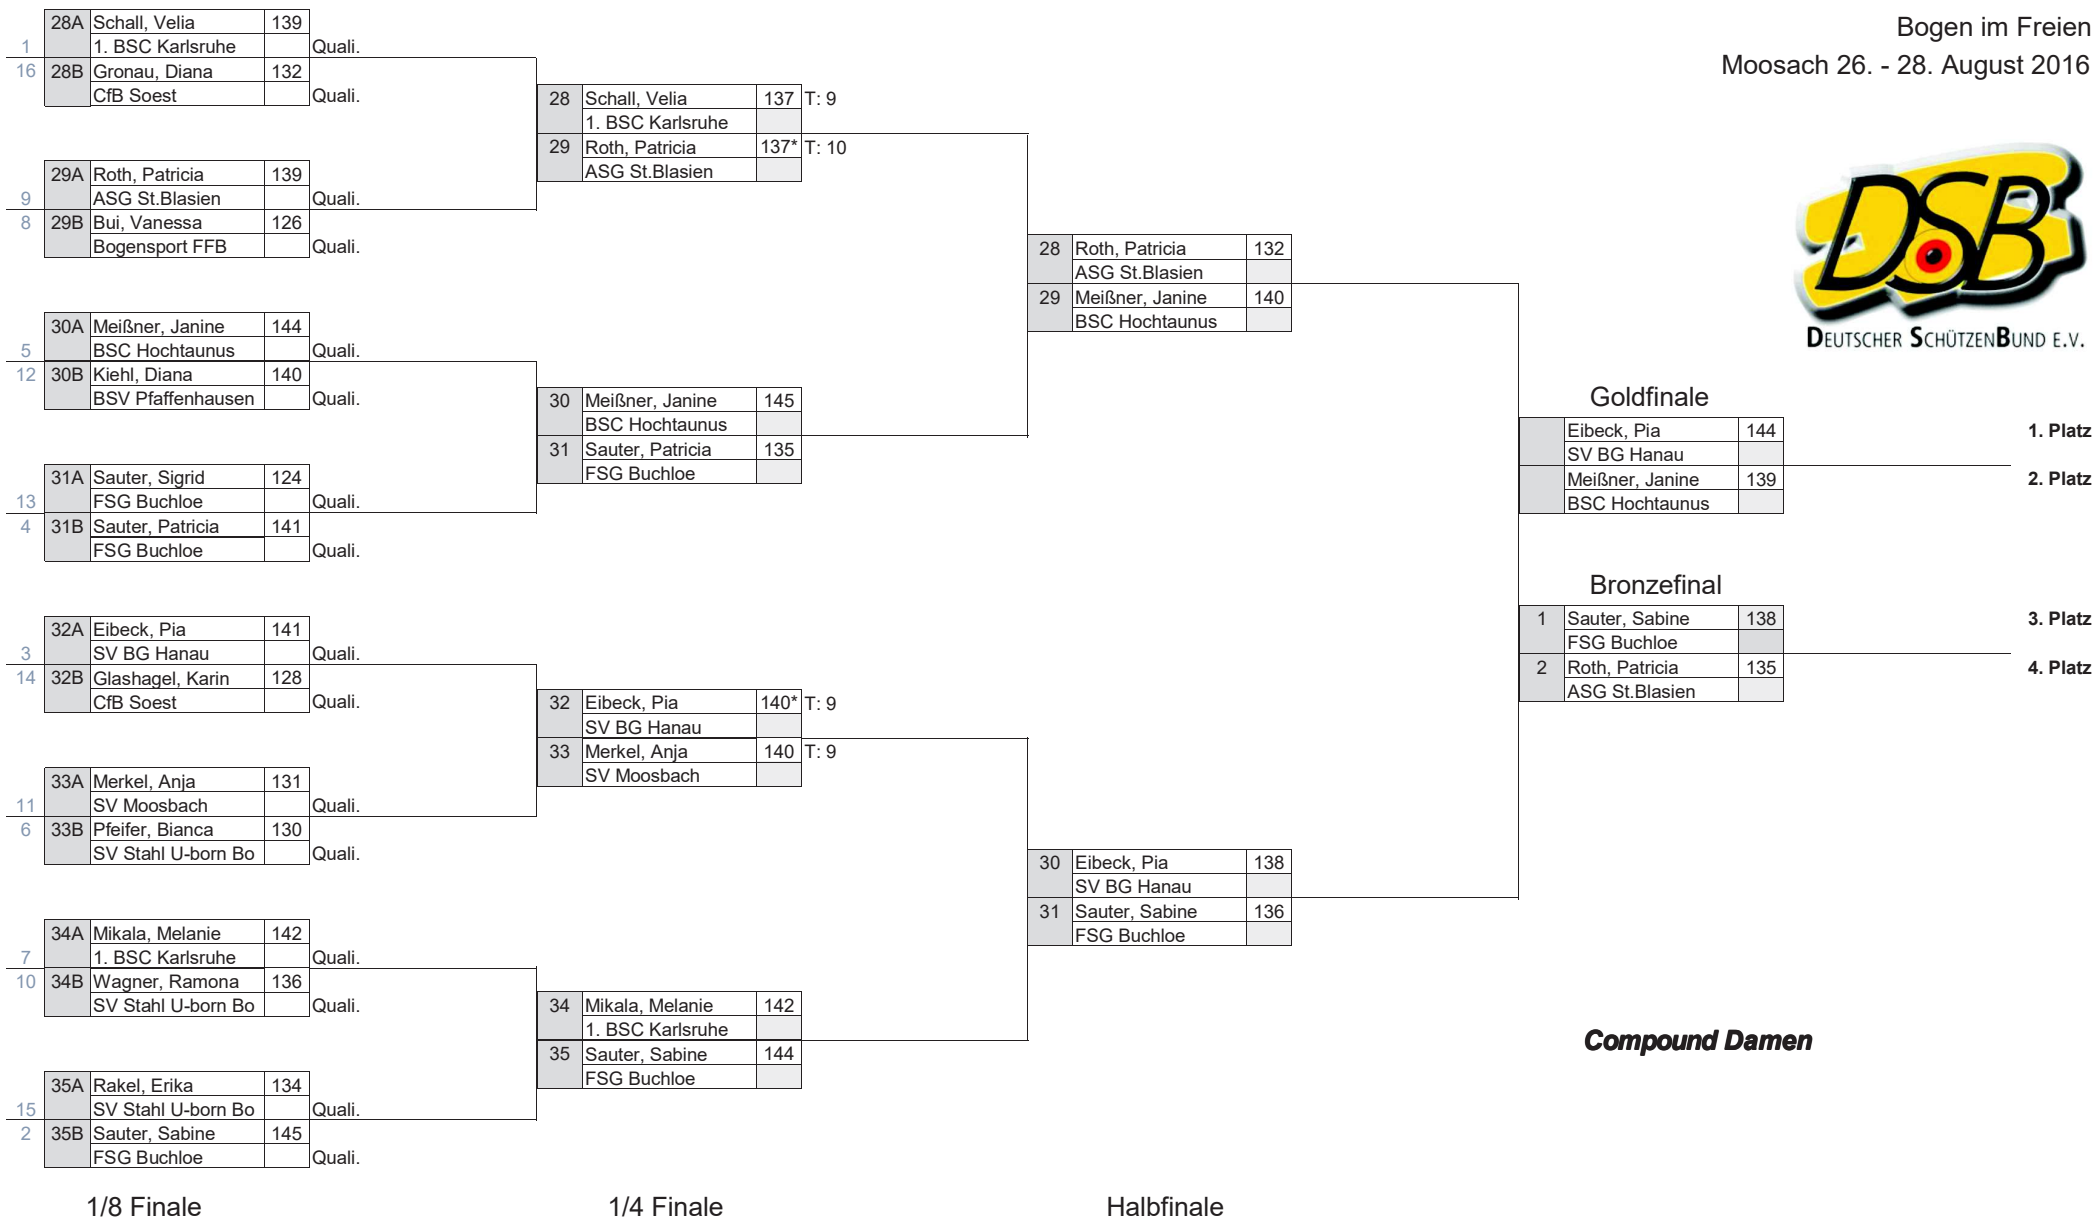 Bogen im Freien
Moosach 26. - 28. August 2016
DSB
DEUTSCHER SCHÜTZENBUND E.V.
28A Schall, Velia 139
1 1. BSC Karlsruhe Quali.
16 28B Gronau, Diana 132
CfB Soest Quali.
29A Roth, Patricia 139
9 ASG St.Blasien Quali.
8 29B Bui, Vanessa 126
Bogensport FFB Quali.
30A Meißner, Janine 144
5 BSC Hochtaunus Quali.
12 30B Kiehl, Diana 140
BSV Pfaffenhausen Quali.
31A Sauter, Sigrid 124
13 FSG Buchloe Quali.
4 31B Sauter, Patricia 141
FSG Buchloe Quali.
32A Eibeck, Pia 141
3 SV BG Hanau Quali.
14 32B Glashagel, Karin 128
CfB Soest Quali.
33A Merkel, Anja 131
11 SV Moosbach Quali.
6 33B Pfeifer, Bianca 130
SV Stahl U-born Bo Quali.
34A Mikala, Melanie 142
7 1. BSC Karlsruhe Quali.
10 34B Wagner, Ramona 136
SV Stahl U-born Bo Quali.
35A Rakel, Erika 134
15 SV Stahl U-born Bo Quali.
2 35B Sauter, Sabine 145
FSG Buchloe Quali.
1/8 Finale
28 Schall, Velia 137 T: 9
1. BSC Karlsruhe
29 Roth, Patricia 137* T: 10
ASG St.Blasien
30 Meißner, Janine 145
BSC Hochtaunus
31 Sauter, Patricia 135
FSG Buchloe
32 Eibeck, Pia 140* T: 9
SV BG Hanau
33 Merkel, Anja 140 T: 9
SV Moosbach
34 Mikala, Melanie 142
1. BSC Karlsruhe
35 Sauter, Sabine 144
FSG Buchloe
1/4 Finale
28 Roth, Patricia 132
ASG St.Blasien
29 Meißner, Janine 140
BSC Hochtaunus
30 Eibeck, Pia 138
SV BG Hanau
31 Sauter, Sabine 136
FSG Buchloe
Halbfinale
Goldfinale
Eibeck, Pia 144 1. Platz
SV BG Hanau
Meißner, Janine 139 2. Platz
BSC Hochtaunus
Bronzefinal
1 Sauter, Sabine 138 3. Platz
FSG Buchloe
2 Roth, Patricia 135 4. Platz
ASG St.Blasien
Compound Damen